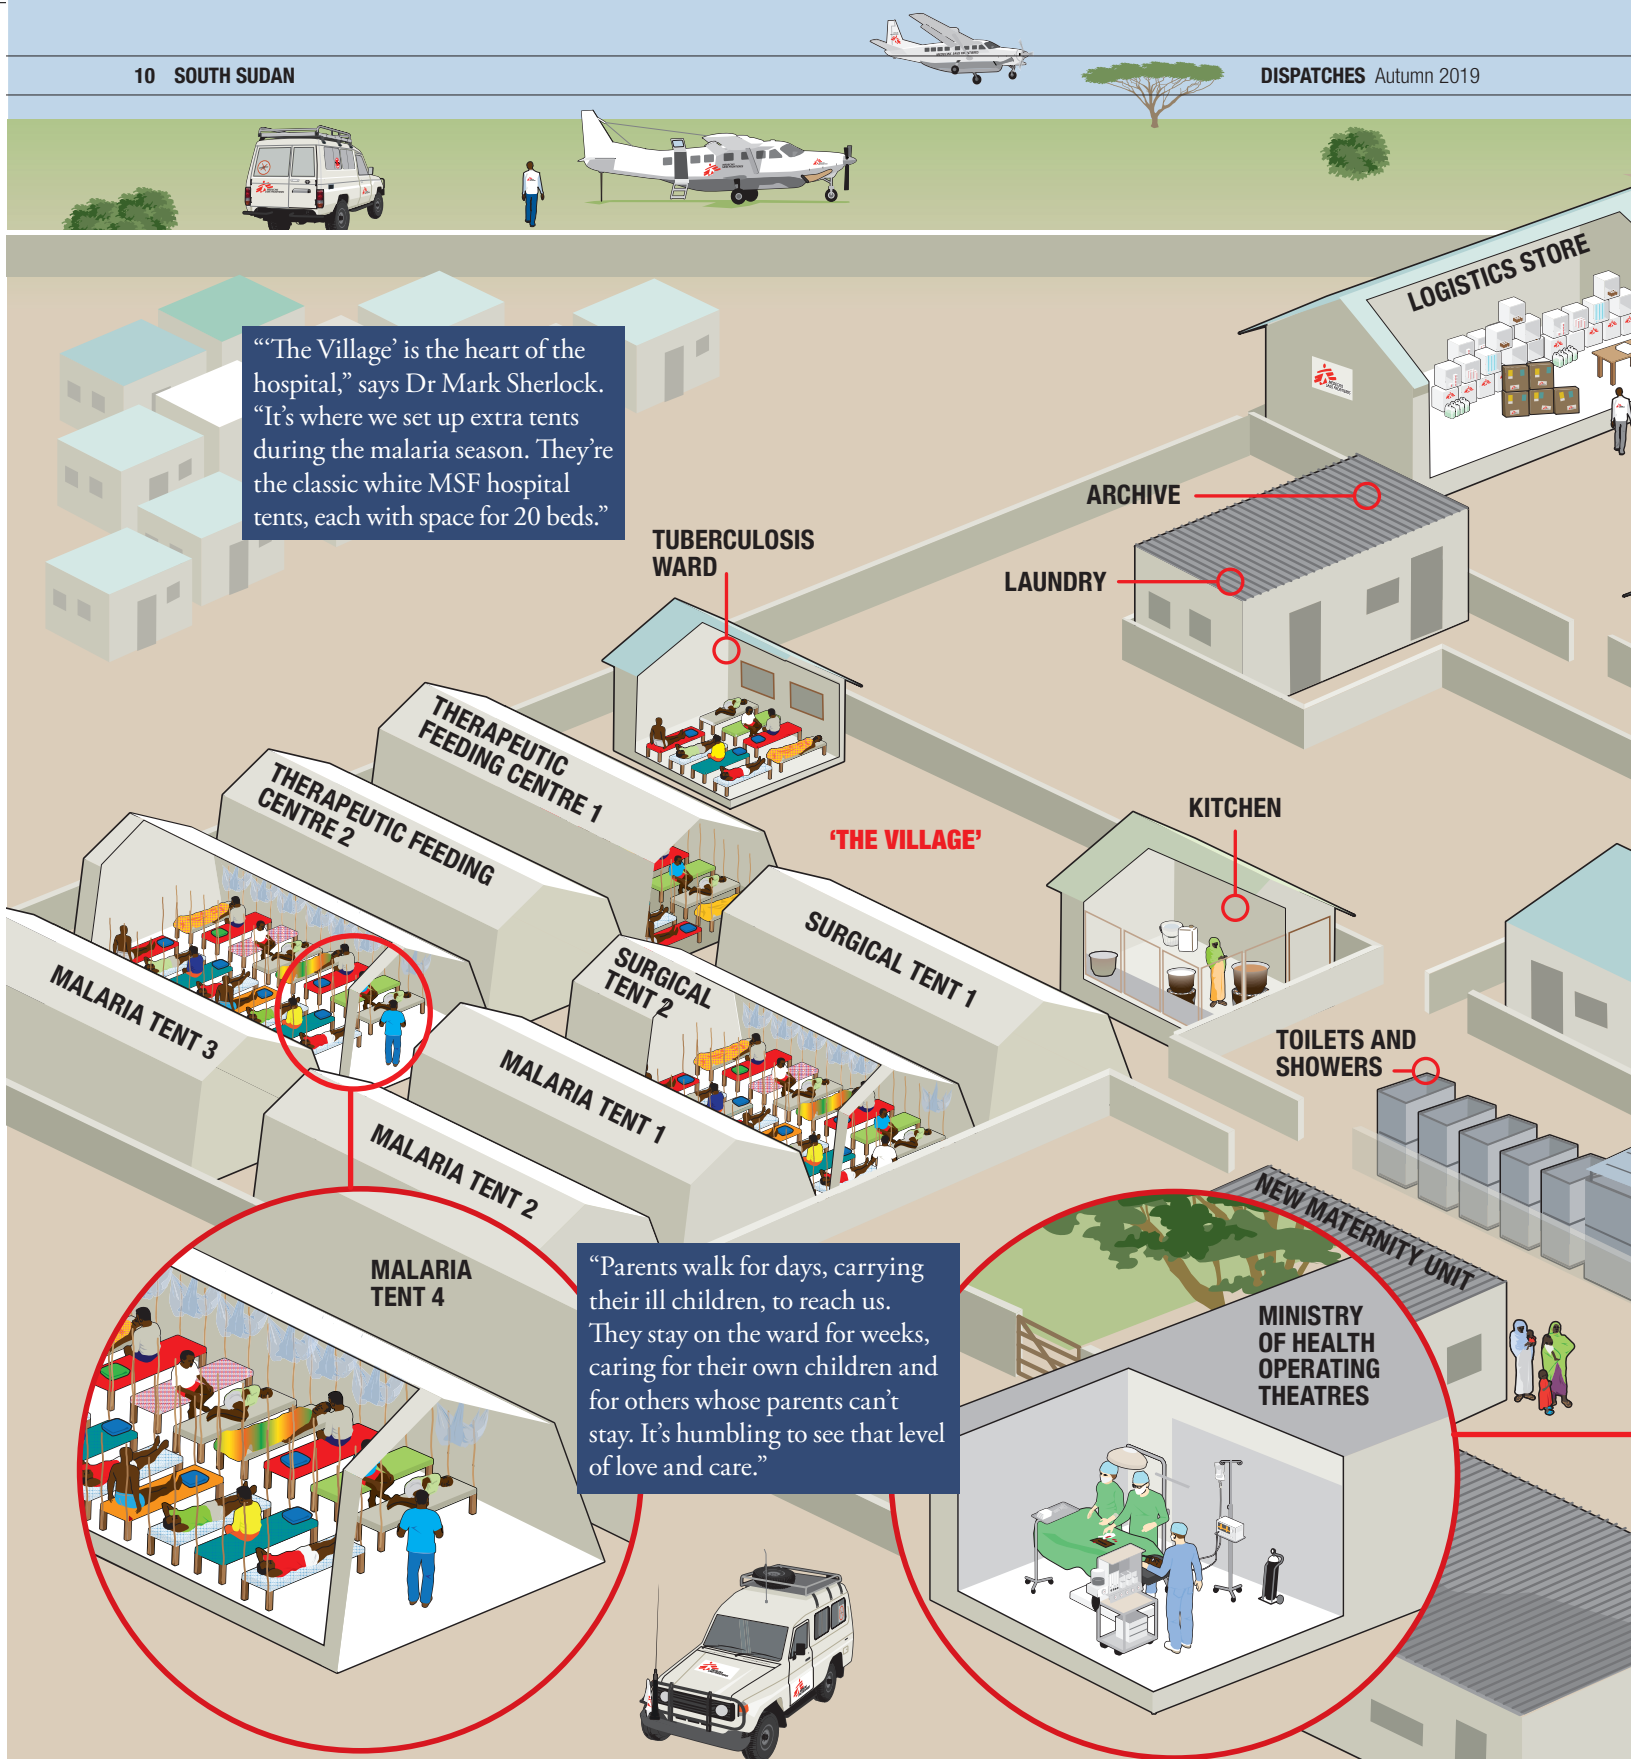 10 SOUTH SUDAN
DISPATCHES Autumn 2019
LOGISTICS STORE
“‘The Village’ is the heart of the
hospital,” says Dr Mark Sherlock.
“It’s where we set up extra tents
during the malaria season. They’re
the classic white MSF hospital
tents, each with space for 20 beds.”
ARCHIVE
TUBERCULOSIS
WARD
LAUNDRY
THERAPEUTIC
FEEDING CENTRE 1
THERAPEUTIC FEEDING
CENTRE 2
‘THE VILLAGE’
KITCHEN
SURGICAL TENT 1
SURGICAL
TENT 2
MALARIA TENT 3
MALARIA TENT 1
TOILETS AND
SHOWERS
MALARIA TENT 2
NEW MATERNITY UNIT
MALARIA
TENT 4
“Parents walk for days, carrying
their ill children, to reach us.
They stay on the ward for weeks,
caring for their own children and
for others whose parents can’t
stay. It’s humbling to see that level
of love and care.”
MINISTRY
OF HEALTH
OPERATING
THEATRES